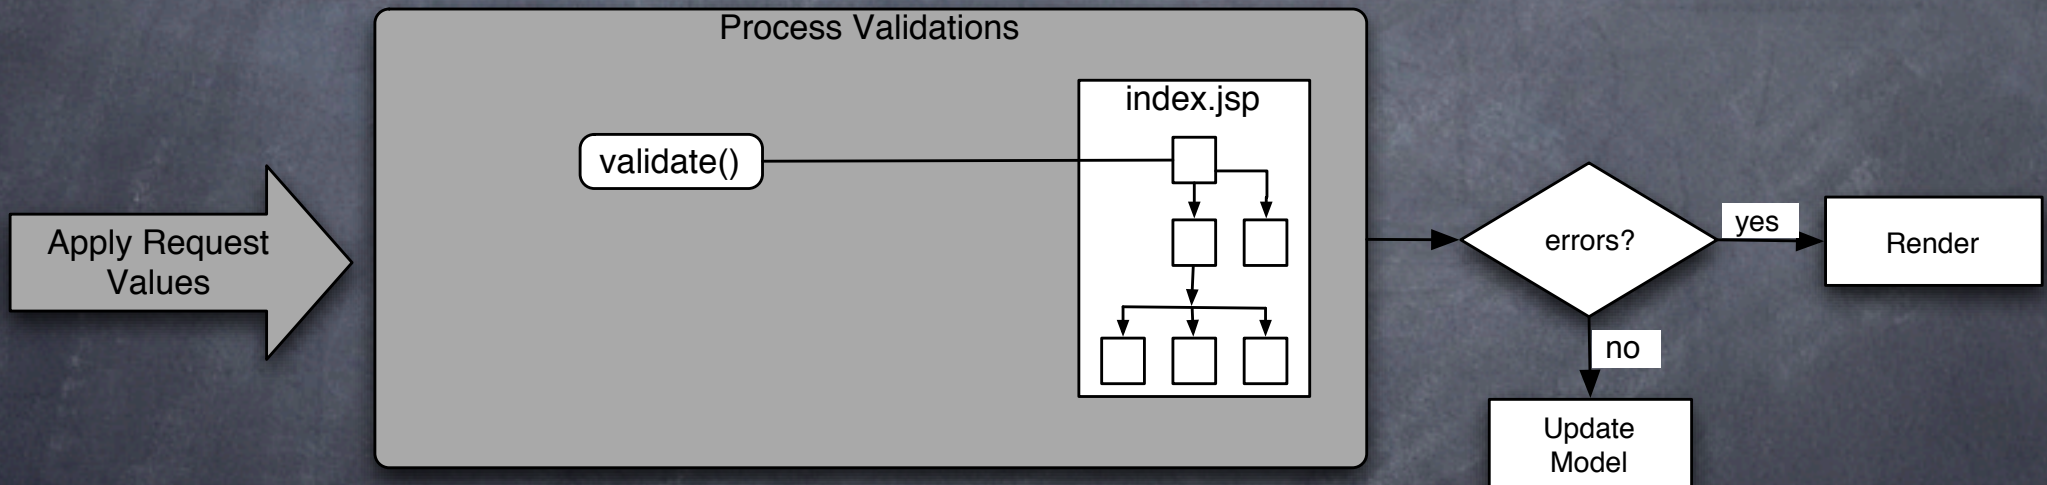 Process Validations
index.jsp
validate()
Apply Request
Values
errors?
yes
Render
no
Update
Model